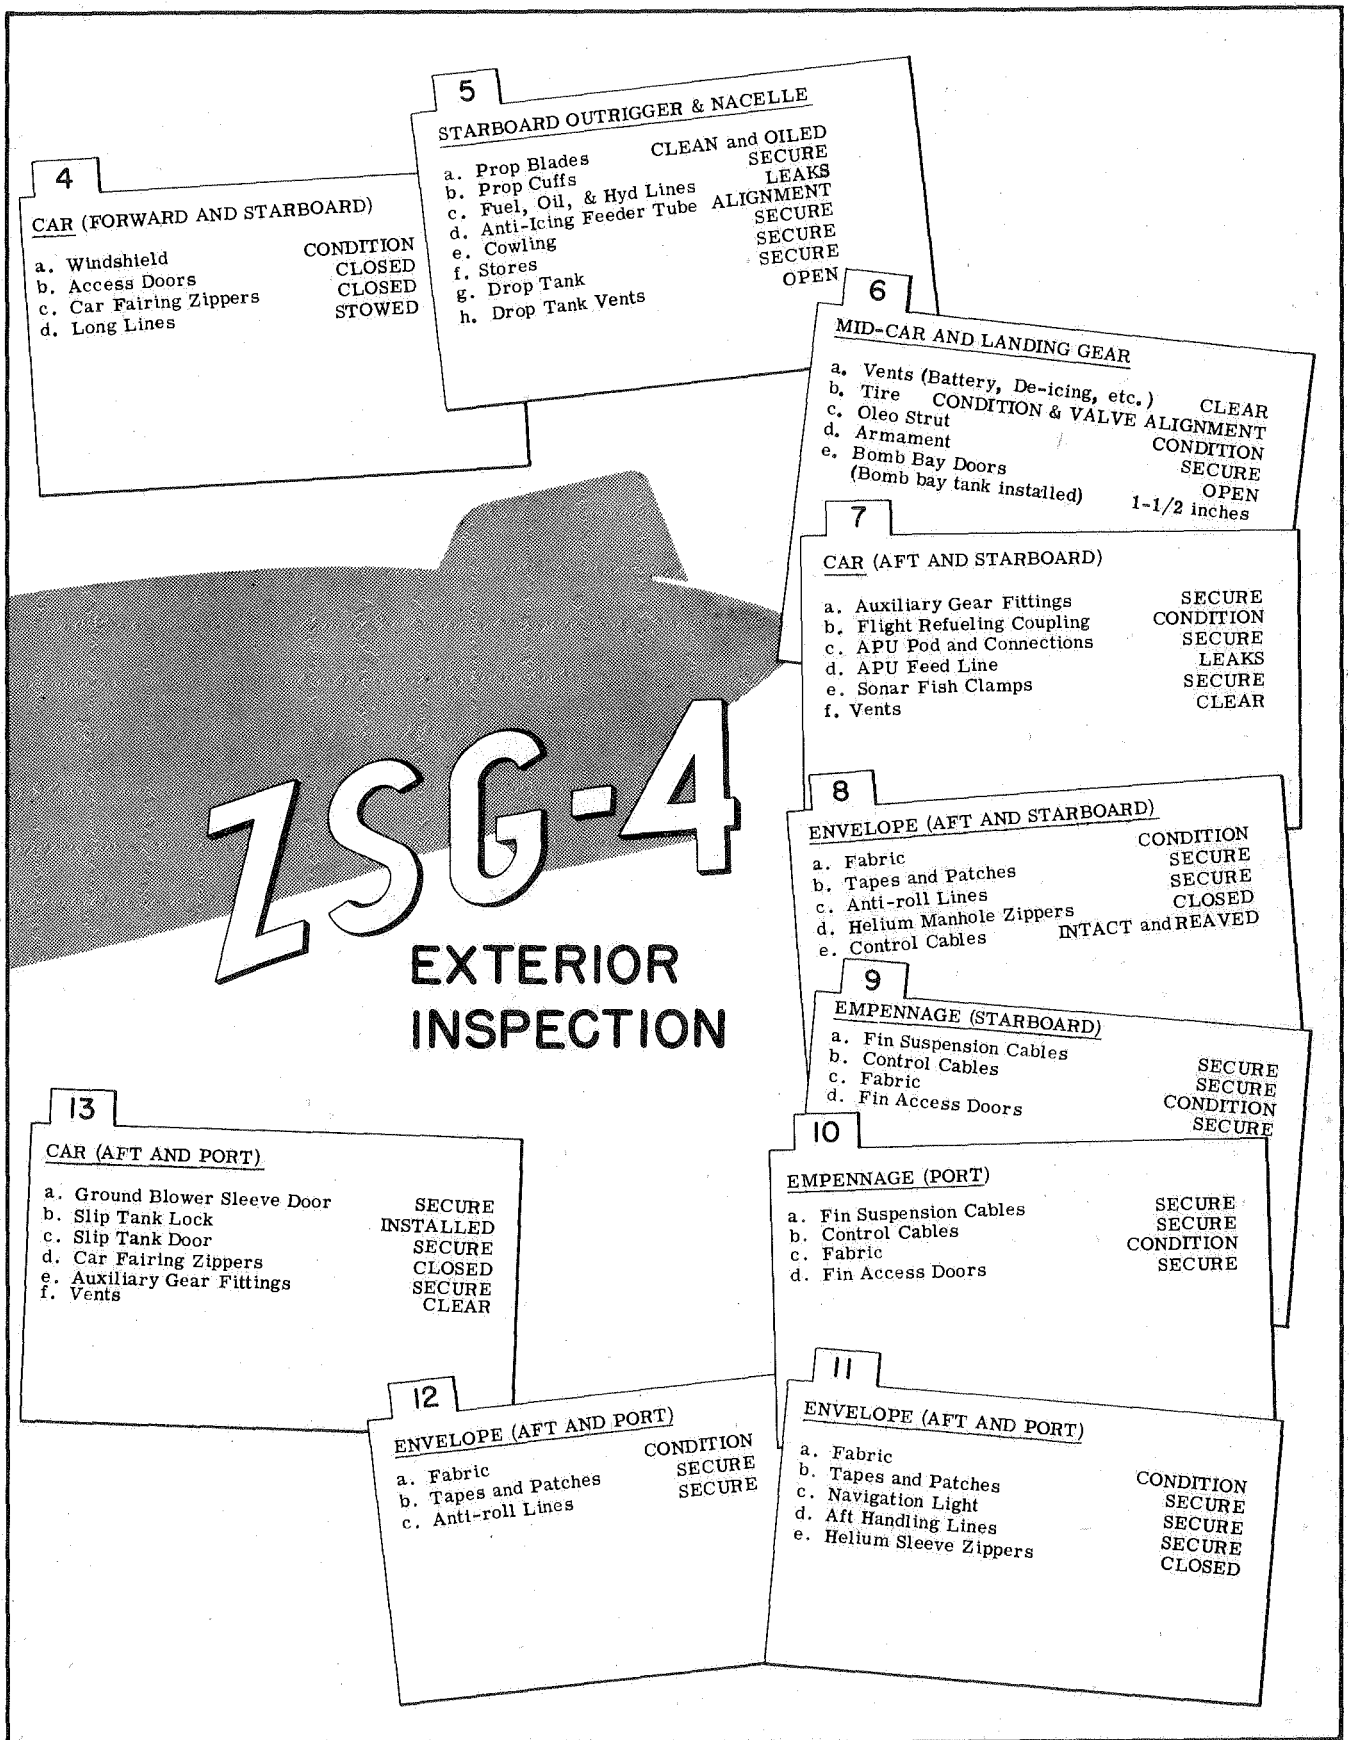 4
CAR (FORWARD AND STARBOARD)
a. Windshield CONDITION
b. Access Doors CLOSED
c. Car Fairing Zippers CLOSED
d. Long Lines STOWED
5
STARBOARD OUTRIGGER & NACELLE
a. Prop Blades CLEAN and OILED
b. Prop Cuffs SECURE
c. Fuel, Oil, & Hyd Lines LEAKS
d. Anti-Icing Feeder Tube ALIGNMENT
e. Cowling SECURE
f. Stores SECURE
g. Drop Tank SECURE
h. Drop Tank Vents OPEN
6
MID-CAR AND LANDING GEAR
a. Vents (Battery, De-icing, etc.) CLEAR
b. Tire CONDITION & VALVE ALIGNMENT
c. Oleo Strut CONDITION
d. Armament SECURE
e. Bomb Bay Doors OPEN
(Bomb bay tank installed) 1-1/2 inches
7
CAR (AFT AND STARBOARD)
a. Auxiliary Gear Fittings SECURE
b. Flight Refueling Coupling CONDITION
c. APU Pod and Connections SECURE
d. APU Feed Line LEAKS
e. Sonar Fish Clamps SECURE
f. Vents CLEAR
ZSG-4
EXTERIOR
INSPECTION
8
ENVELOPE (AFT AND STARBOARD)
a. Fabric CONDITION
b. Tapes and Patches SECURE
c. Anti-roll Lines SECURE
d. Helium Manhole Zippers CLOSED
e. Control Cables INTACT and REAVED
9
EMPENNAGE (STARBOARD)
a. Fin Suspension Cables SECURE
b. Control Cables SECURE
c. Fabric CONDITION
d. Fin Access Doors SECURE
10
EMPENNAGE (PORT)
a. Fin Suspension Cables SECURE
b. Control Cables SECURE
c. Fabric CONDITION
d. Fin Access Doors SECURE
11
ENVELOPE (AFT AND PORT)
a. Fabric CONDITION
b. Tapes and Patches SECURE
c. Navigation Light SECURE
d. Aft Handling Lines SECURE
e. Helium Sleeve Zippers CLOSED
12
ENVELOPE (AFT AND PORT)
a. Fabric CONDITION
b. Tapes and Patches SECURE
c. Anti-roll Lines SECURE
13
CAR (AFT AND PORT)
a. Ground Blower Sleeve Door SECURE
b. Slip Tank Lock INSTALLED
c. Slip Tank Door SECURE
d. Car Fairing Zippers CLOSED
e. Auxiliary Gear Fittings SECURE
f. Vents CLEAR